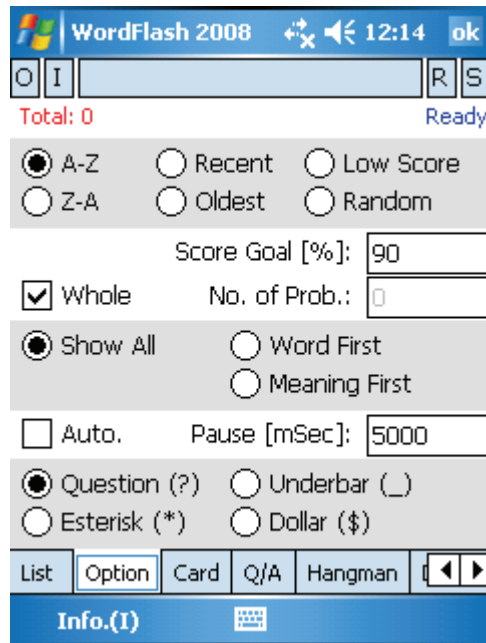 WordFlash 2008 12:14 ok
O I R S
Total: 0 Ready
A-Z Recent Low Score
Z-A Oldest Random
Score Goal [%]: 90
Whole No. of Prob.: 0
Show All Word First
Meaning First
Auto. Pause [mSec]: 5000
Question (?) Underbar (_)
Esterisk (*) Dollar ($)
List Option Card Q/A Hangman
Info.(I)